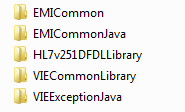 EMICommon
EMICommonJava
HL7v251DFDLLibrary
VIECommonLibrary
VIEExceptionJava